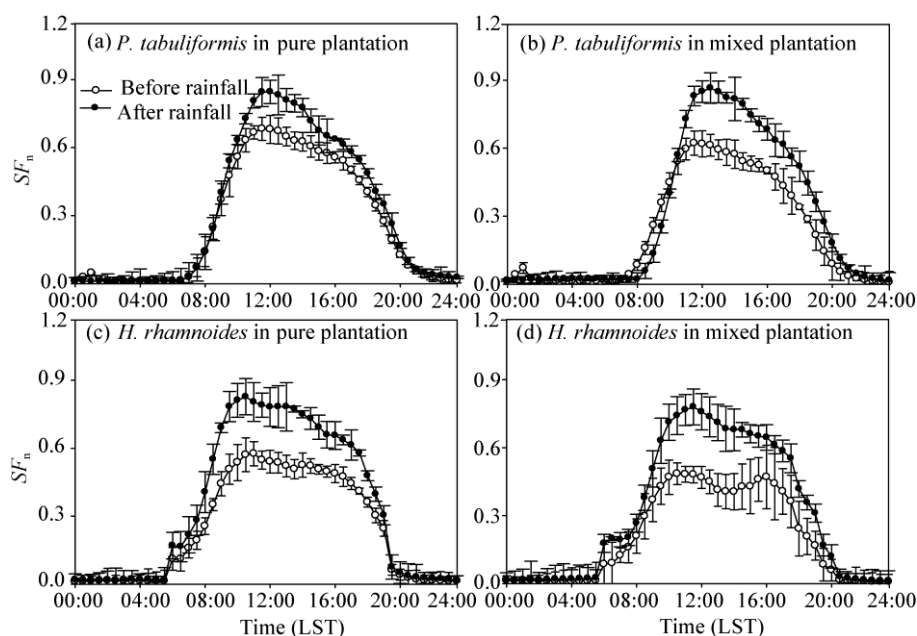 1.2
(a) P. tabuliformis in pure plantation
Before rainfall
After rainfall
0.9
0.6
0.3
0.0
SFn
00:00 04:00 08:00 12:00 16:00 20:00 24:00
1.2
(b) P. tabuliformis in mixed plantation
0.9
0.6
0.3
0.0
00:00 04:00 08:00 12:00 16:00 20:00 24:00
1.2
(c) H. rhamnoides in pure plantation
0.9
0.6
0.3
0.0
SFn
00:00 04:00 08:00 12:00 16:00 20:00 24:00
Time (LST)
1.2
(d) H. rhamnoides in mixed plantation
0.9
0.6
0.3
0.0
00:00 04:00 08:00 12:00 16:00 20:00 24:00
Time (LST)